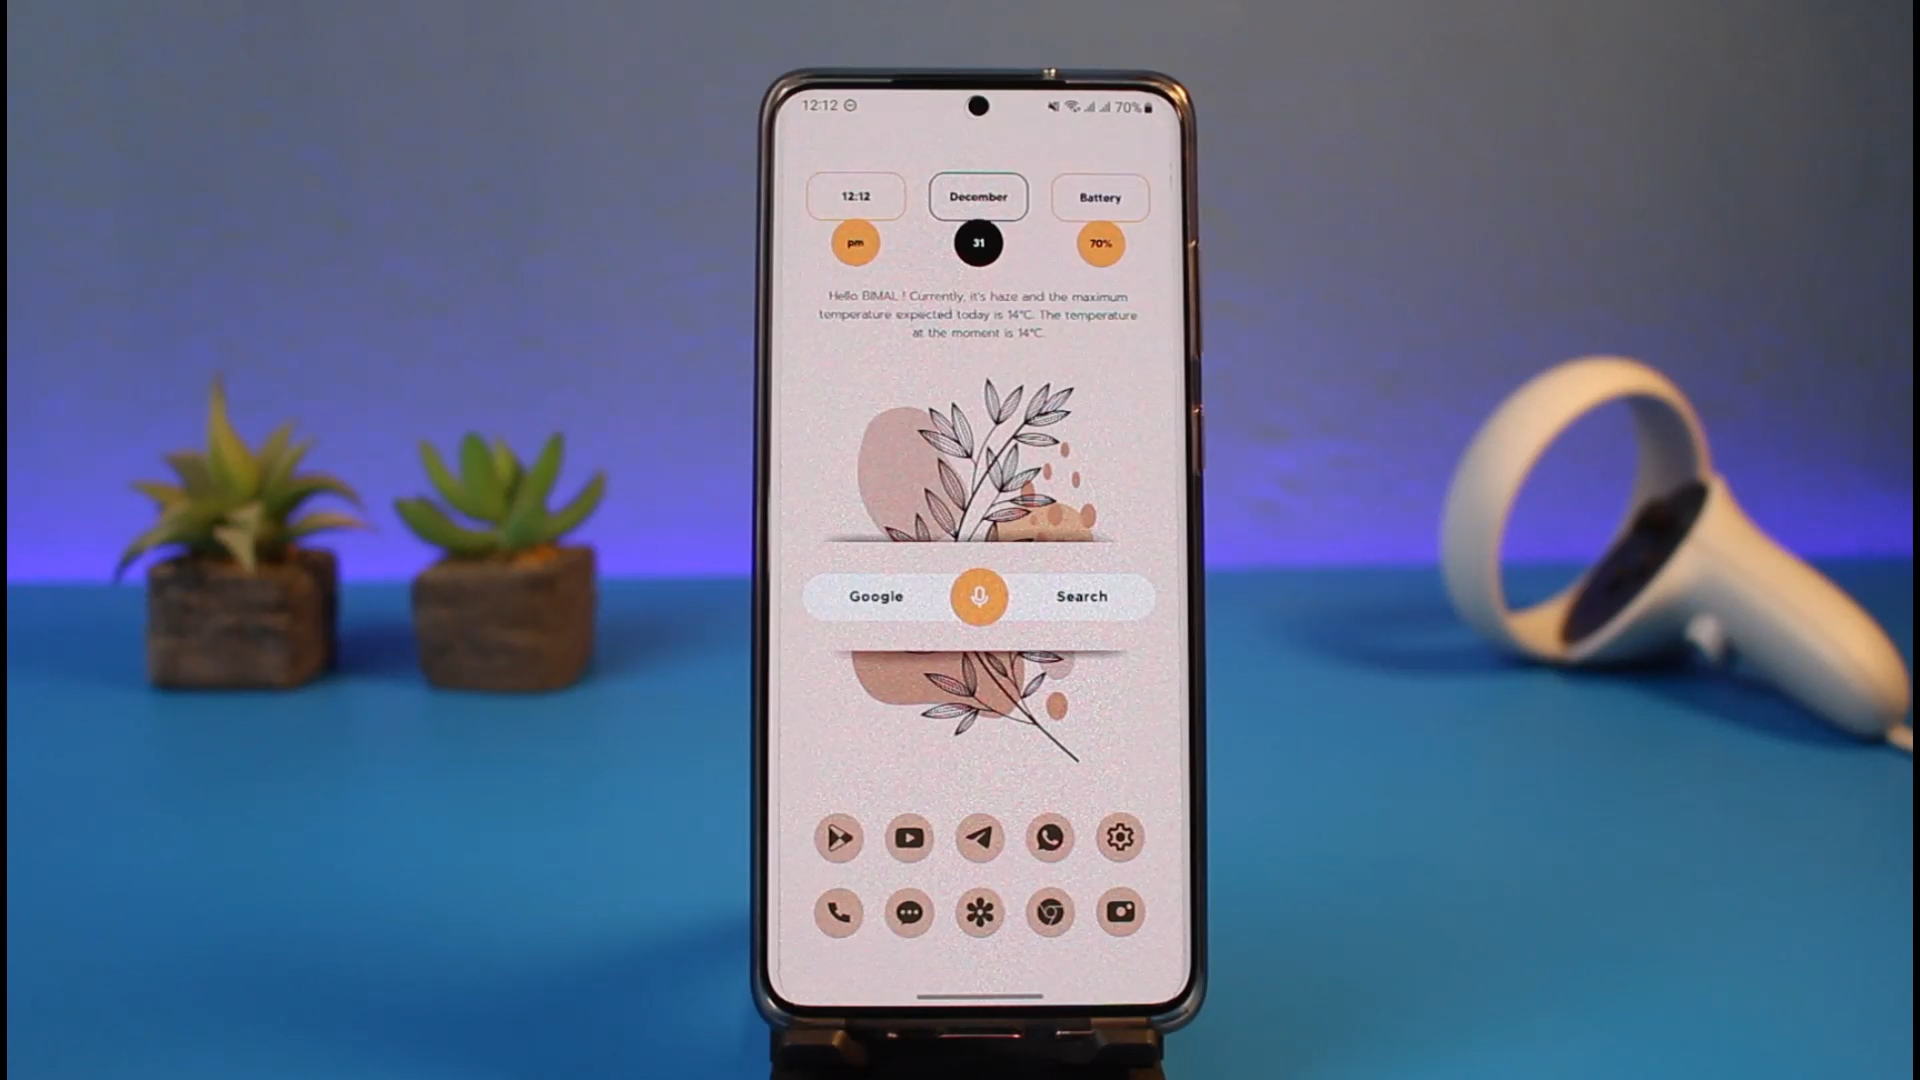 12:12
70%
12:12
December
Battery
pm
31
70%
Hello BIMAL ! Currently, it's haze and the maximum
temperature expected today is 14°C. The temperature
at the moment is 14°C.
Google
Search